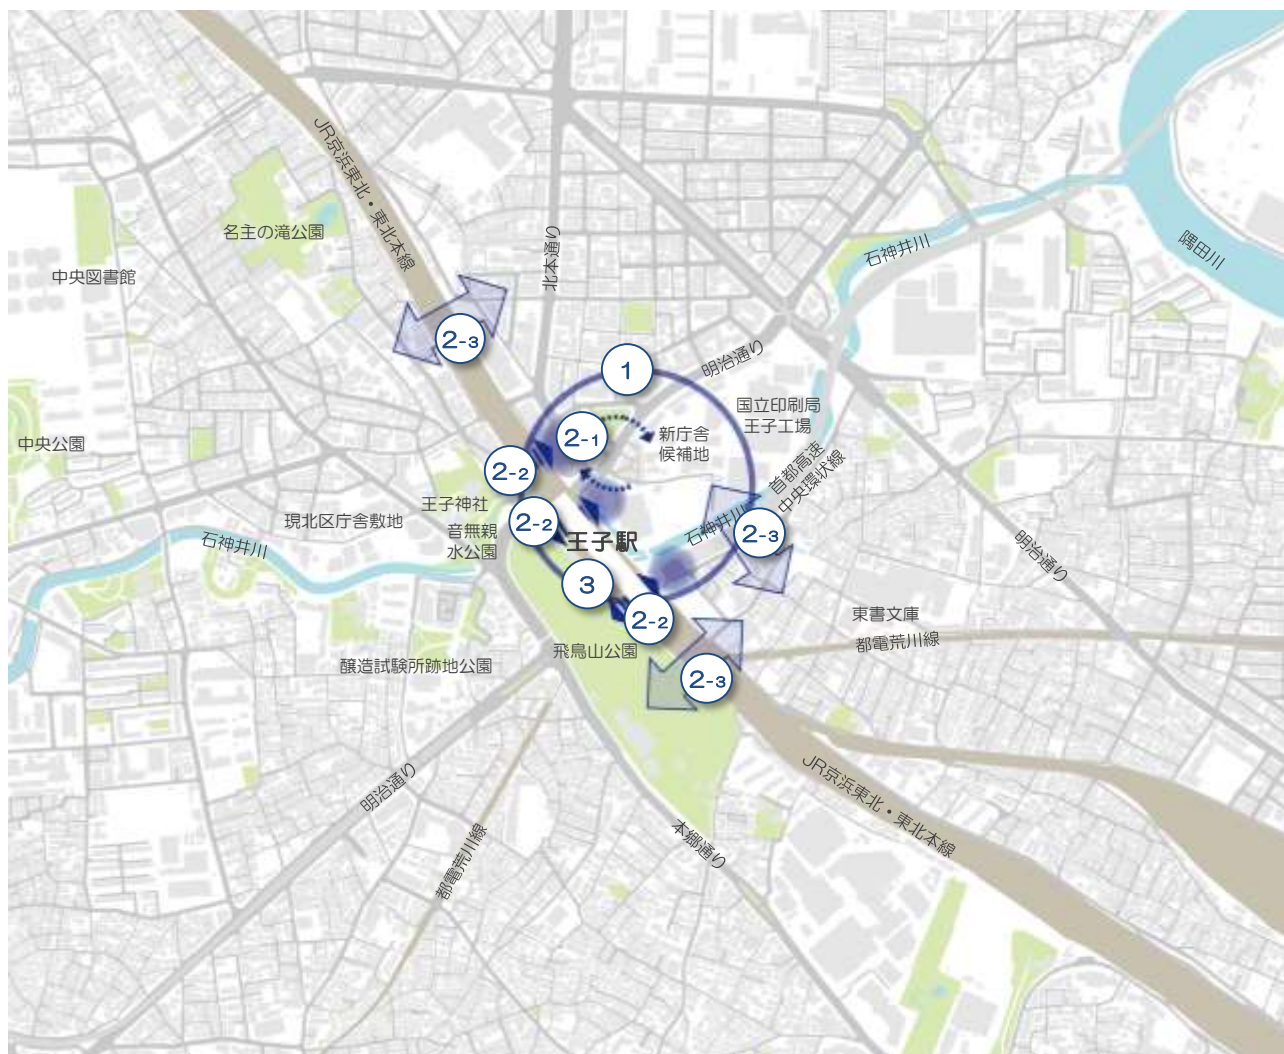 JR京浜東北・東北本線
名主の滝公園
中央図書館
北本通り
石神井川
隅田川
2-3
1
明治通り
国立印刷局
王子工場
中央公園
2-1
新庁舎
候補地
2-2
首都高速
中央環状線
王子神社
現北区庁舎敷地
音無親
水公園
2-2
王子駅
石神井川
2-3
石神井川
明治通り
3
2-2
東書文庫
都電荒川線
飛鳥山公園
醸造試験所跡地公園
2-3
明治通り
JR京浜東北・東北本線
都電荒川線
本郷通り